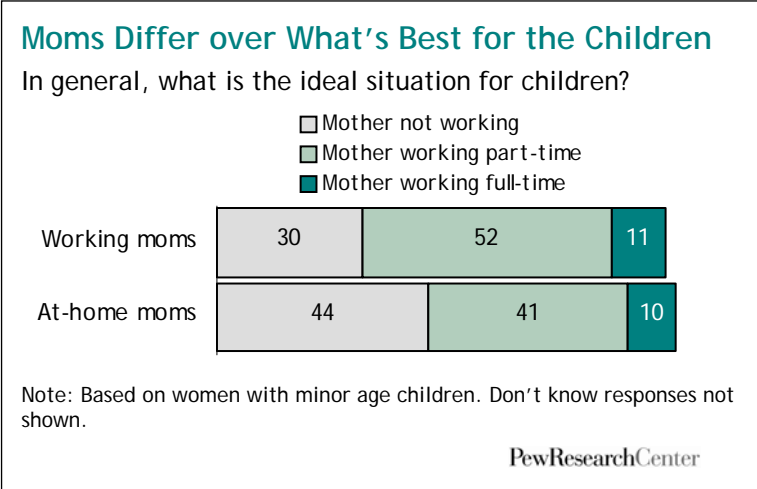 Moms Differ over What's Best for the Children
In general, what is the ideal situation for children?
Mother not working
Mother working part-time
Mother working full-time
Working moms 30 52 11
At-home moms 44 41 10
Note: Based on women with minor age children. Don't know responses not
shown.
PewResearchCenter